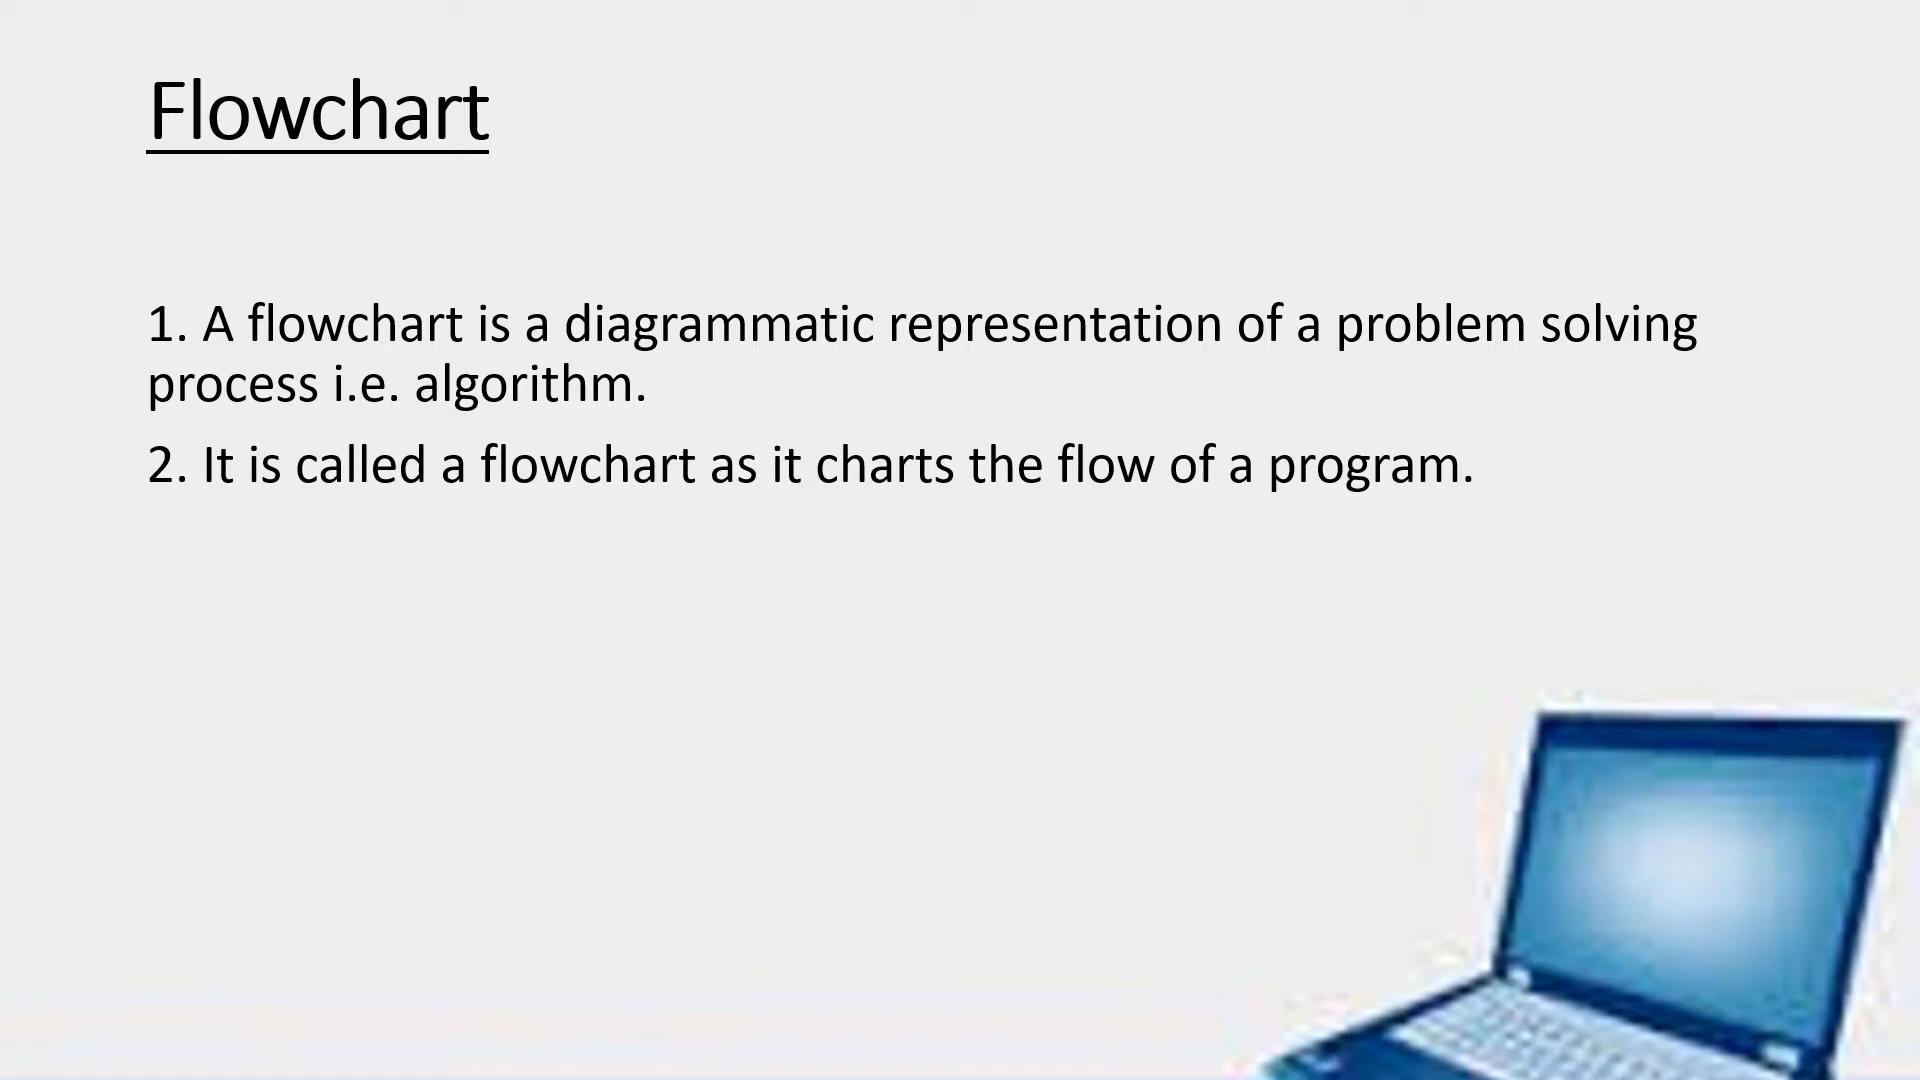 Flowchart
1. A flowchart is a diagrammatic representation of a problem solving
process i.e. algorithm.
2. It is called a flowchart as it charts the flow of a program.